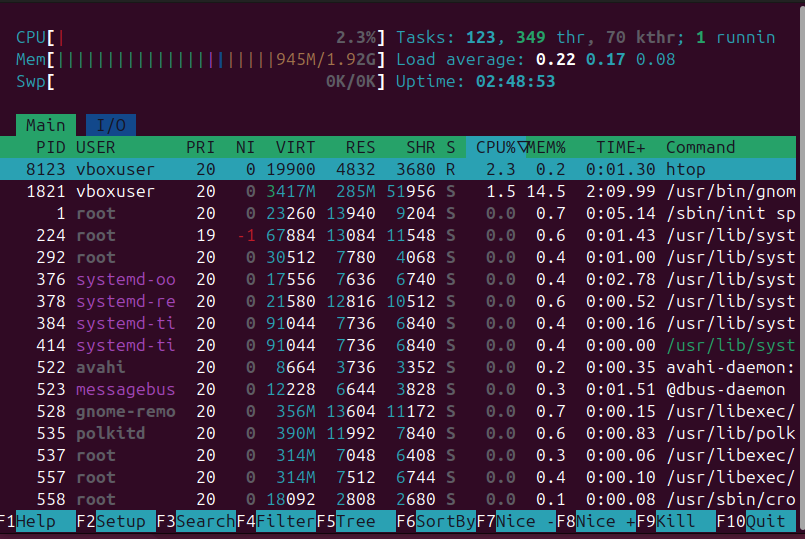 CPU[| 2.3%] Tasks: 123, 349 thr, 70 kthr; 1 runnin
Mem[||||||||||||||||||||||945M/1.92G] Load average: 0.22 0.17 0.08
Swp[ 0K/0K] Uptime: 02:48:53
Main I/O
PID USER PRI NI VIRT RES SHR S CPU%▽MEM% TIME+ Command
8123 vboxuser 20 0 19900 4832 3680 R 2.3 0.2 0:01.30 htop
1821 vboxuser 20 0 3417M 285M 51956 S 1.5 14.5 2:09.99 /usr/bin/gnom
1 root 20 0 23260 13940 9204 S 0.0 0.7 0:05.14 /sbin/init sp
224 root 19 -1 67884 13084 11548 S 0.0 0.6 0:01.43 /usr/lib/syst
292 root 20 0 30512 7780 4068 S 0.0 0.4 0:01.00 /usr/lib/syst
376 systemd-oo 20 0 17556 7636 6740 S 0.0 0.4 0:02.78 /usr/lib/syst
378 systemd-re 20 0 21580 12816 10512 S 0.0 0.6 0:00.52 /usr/lib/syst
384 systemd-ti 20 0 91044 7736 6840 S 0.0 0.4 0:00.16 /usr/lib/syst
414 systemd-ti 20 0 91044 7736 6840 S 0.0 0.4 0:00.00 /usr/lib/syst
522 avahi 20 0 8664 3736 3352 S 0.0 0.2 0:00.35 avahi-daemon:
523 messagebus 20 0 12228 6644 3828 S 0.0 0.3 0:01.51 @dbus-daemon
528 gnome-remo 20 0 356M 13604 11172 S 0.0 0.7 0:00.15 /usr/libexec/
535 polkitd 20 0 390M 11992 7840 S 0.0 0.6 0:00.83 /usr/lib/polk
537 root 20 0 314M 7048 6408 S 0.0 0.3 0:00.06 /usr/libexec/
557 root 20 0 314M 7512 6744 S 0.0 0.4 0:00.10 /usr/libexec/
558 root 20 0 18092 2808 2680 S 0.0 0.1 0:00.08 /usr/sbin/cro
F1Help F2Setup F3SearchF4FilterF5Tree F6SortByF7Nice -F8Nice +F9Kill F10Quit